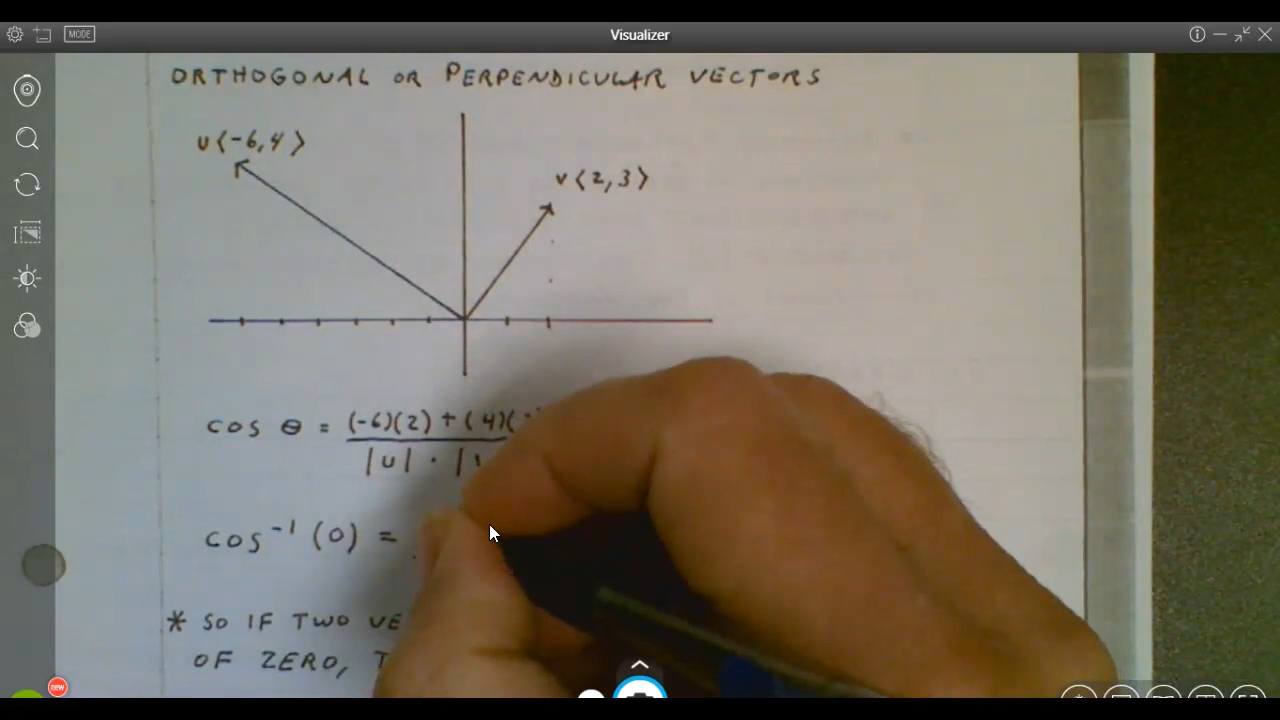 MODE
Visualizer
ORTHOGONAL OR PERPENDICULAR VECTORS
u⟨-6,4⟩
v⟨2,3⟩
cos θ = (-6)(2) + (4)(
|u| · |
cos⁻¹ (0) =
* SO IF TWO
OF ZERO,
new